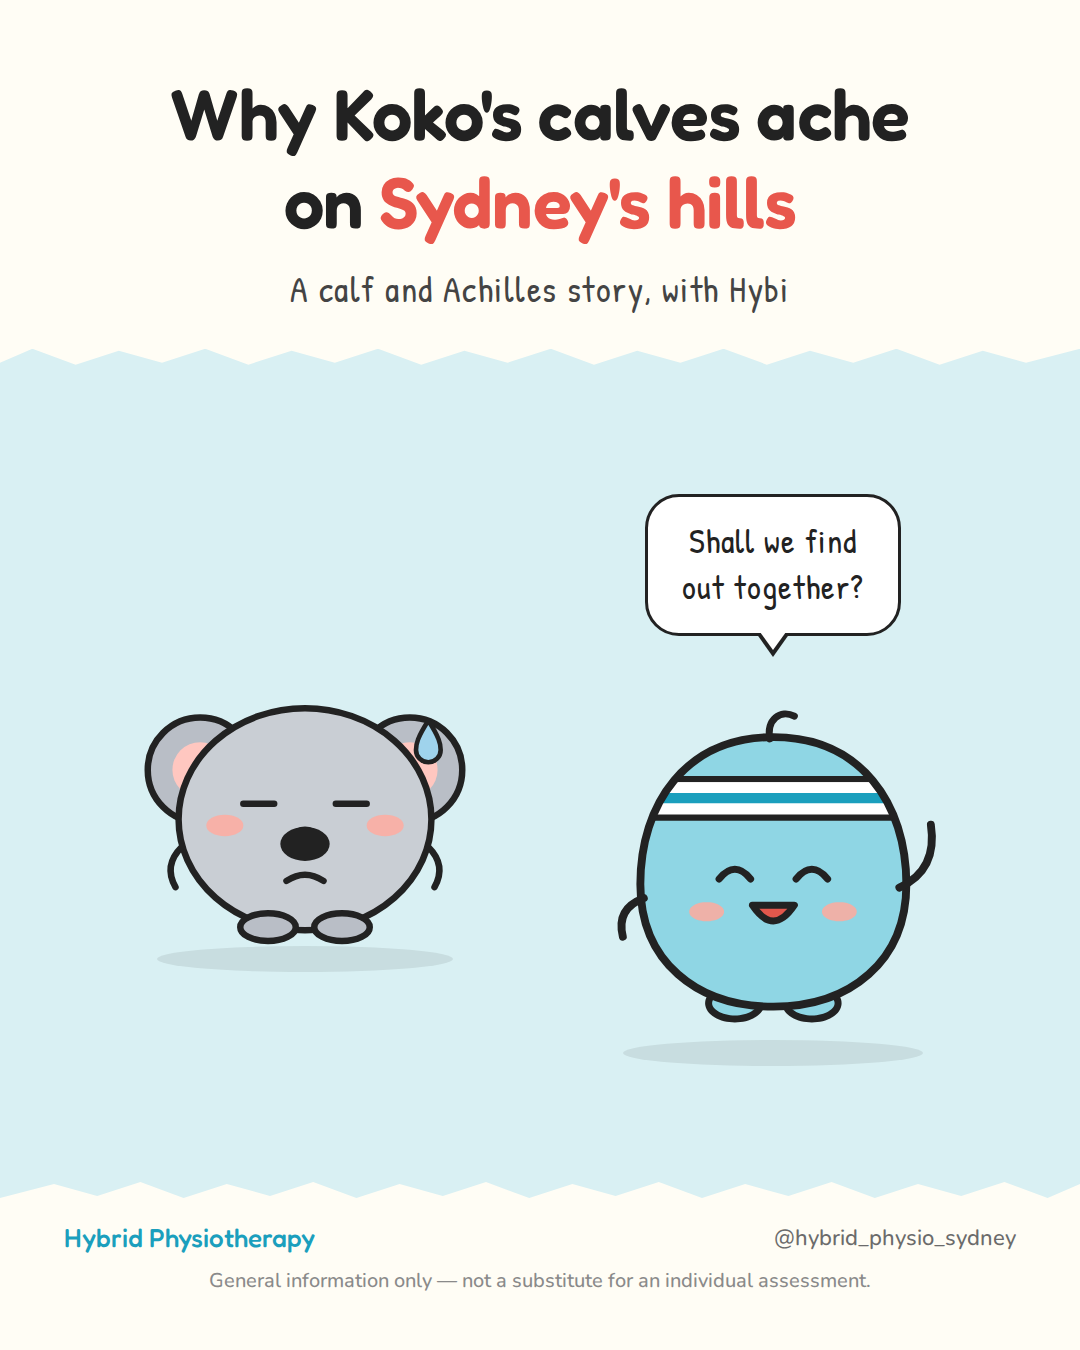 Why Koko's calves ache
on Sydney's hills
A calf and Achilles story, with Hybi
Shall we find
out together?
Hybrid Physiotherapy
@hybrid_physio_sydney
General information only — not a substitute for an individual assessment.